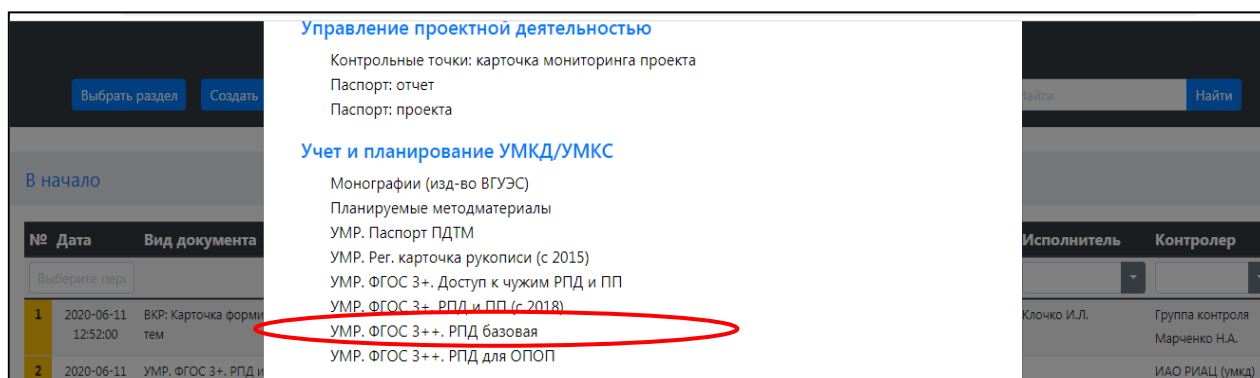 Управление проектной деятельностью
Контрольные точки: карточка мониторинга проекта
Паспорт: отчет
Паспорт: проекта
Выбрать раздел Создать Найти Найти
Учет и планирование УМКД/УМКС
В начало
Монографии (изд-во ВГУЭС)
Планируемые методматериалы
УМР. Паспорт ПДТМ
УМР. Рег. карточка рукописи (с 2015)
УМР. ФГОС 3+. Доступ к чужим РПД и ПП
УМР. ФГОС 3+. РПД и ПП (с 2018)
УМР. ФГОС 3++. РПД базовая
УМР. ФГОС 3++. РПД для ОПОП
№ Дата Вид документа Исполнитель Контролер
Выберите пери
1 2020-06-11 ВКР: Карточка форми Клочко И.Л. Группа контроля
12:52:00 тем Марченко Н.А.
2 2020-06-11 УМР. ФГОС 3+. РПД и ИАО РИАЦ (умкд)